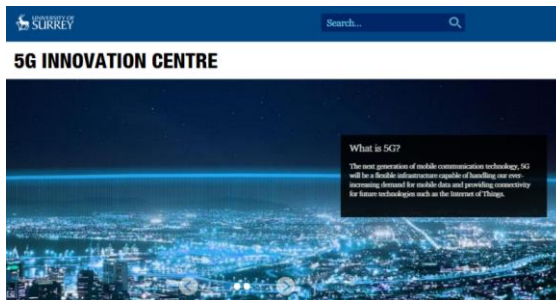 UNIVERSITY OF
SURREY
Search...
5G INNOVATION CENTRE
What is 5G?
The next generation of mobile communication technology, 5G
will be a flexible infrastructure capable of handling our ever-
increasing demand for mobile data and providing connectivity
for future technologies such as the Internet of Things.